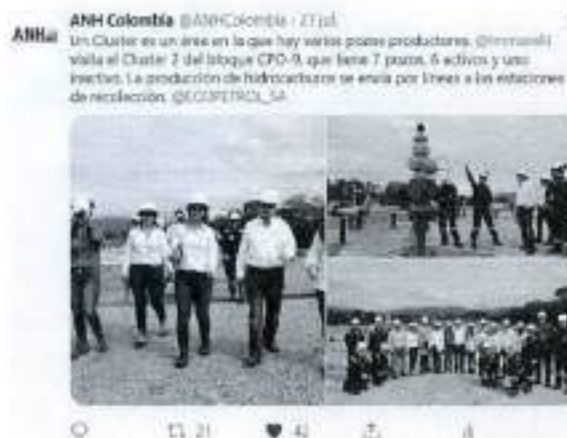 ANH Colombia @ANHColombia · 27 jul.
ANH
Un Cluster es un área en la que hay varios pozos productores.
visita el Cluster 2 del bloque CPO-9, que tiene 7 pozos, 6 activos y uno
inactivo. La producción de hidrocarburos se envía por líneas a las estaciones
de recolección. @ECOPETROL_SA
21
42